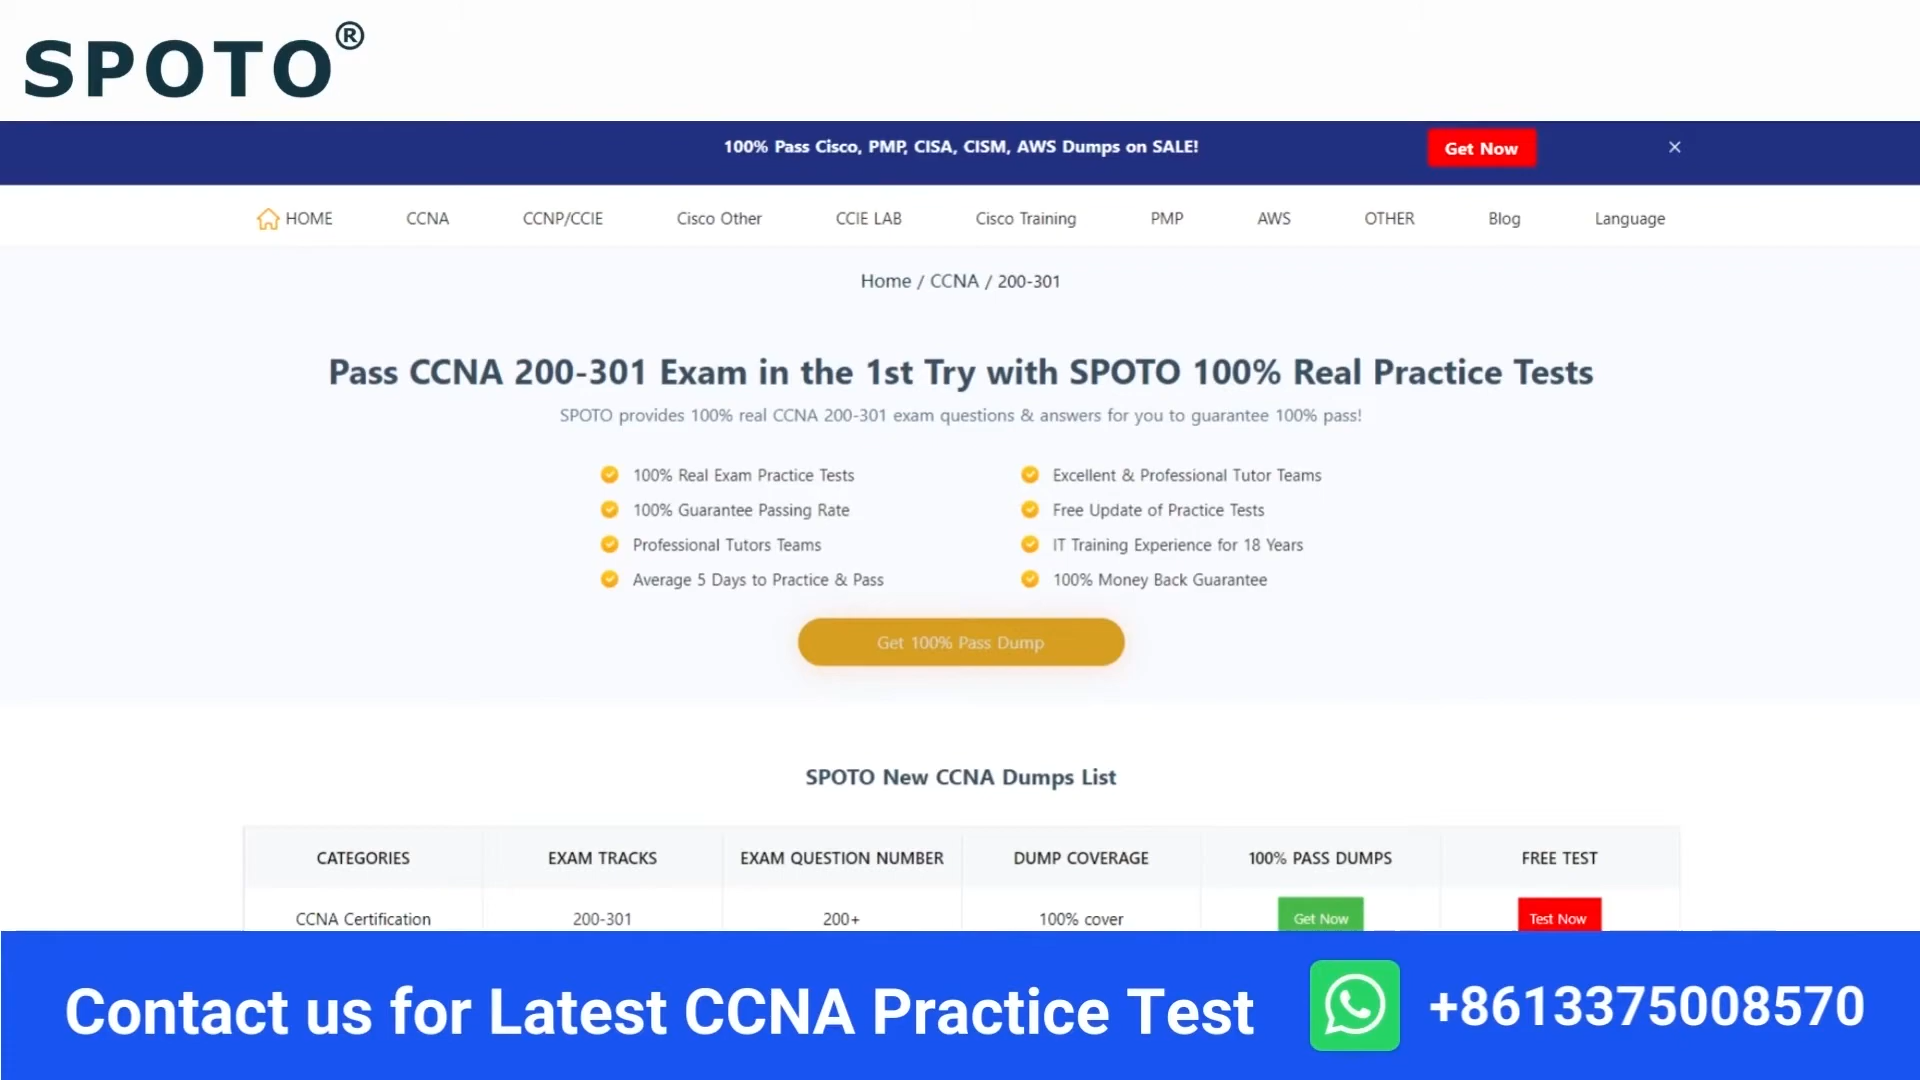 SPOTO®
100% Pass Cisco, PMP, CISA, CISM, AWS Dumps on SALE! Get Now ×
HOME CCNA CCNP/CCIE Cisco Other CCIE LAB Cisco Training PMP AWS OTHER Blog Language
Home / CCNA / 200-301
Pass CCNA 200-301 Exam in the 1st Try with SPOTO 100% Real Practice Tests
SPOTO provides 100% real CCNA 200-301 exam questions & answers for you to guarantee 100% pass!
100% Real Exam Practice Tests
100% Guarantee Passing Rate
Professional Tutors Teams
Average 5 Days to Practice & Pass
Excellent & Professional Tutor Teams
Free Update of Practice Tests
IT Training Experience for 18 Years
100% Money Back Guarantee
Get 100% Pass Dump
SPOTO New CCNA Dumps List
CATEGORIES EXAM TRACKS EXAM QUESTION NUMBER DUMP COVERAGE 100% PASS DUMPS FREE TEST
CCNA Certification 200-301 200+ 100% cover Get Now Test Now
Contact us for Latest CCNA Practice Test +8613375008570